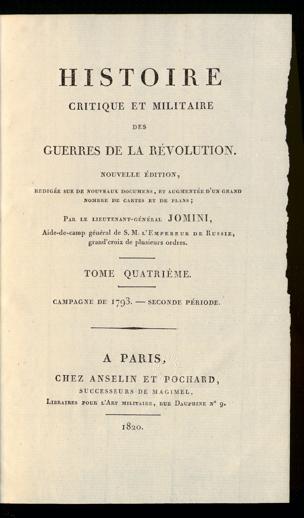 HISTOIRE
CRITIQUE ET MILITAIRE
DES
GUERRES DE LA RÉVOLUTION.
NOUVELLE ÉDITION,
RÉDIGÉE SUR DE NOUVEAUX DOCUMENS, ET AUGMENTÉE D'UN GRAND
NOMBRE DE CARTES ET DE PLANS;
PAR LE LIEUTENANT-GÉNÉRAL JOMINI,
Aide-de-camp général de S. M. L'EMPEREUR DE RUSSIE,
grand'croix de plusieurs ordres.
TOME QUATRIÈME.
CAMPAGNE DE 1793. — SECONDE PÉRIODE.
A PARIS,
CHEZ ANSELIN ET POCHARD,
SUCCESSEURS DE MAGIMEL,
LIBRAIRES POUR L'ART MILITAIRE, RUE DAUPHINE N° 9.
1820.